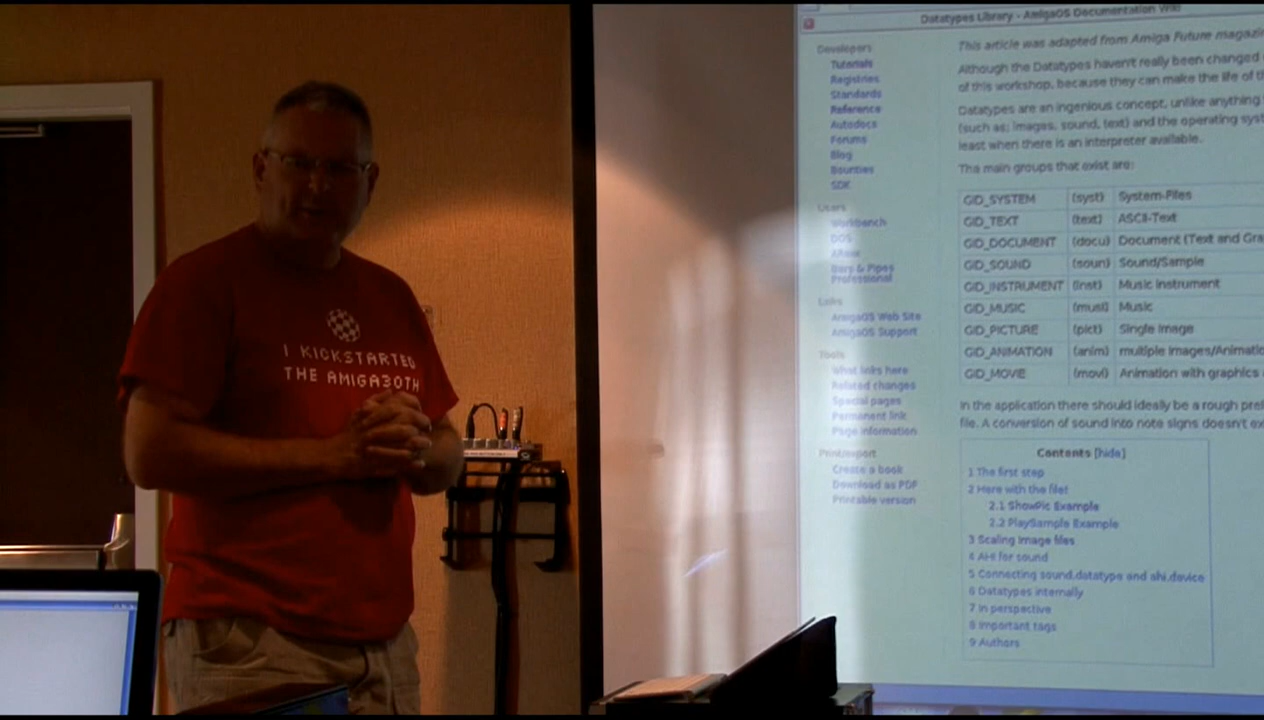 I KICKSTARTED
THE AMIGA30TH
Datatypes Library - AmigaOS Documentation Wiki
Developers
Tutorials
Registries
Standards
Reference
Autodocs
Forums
Blog
Bounties
SDK
Users
Workbench
DOS
ARexx
Bars & Pipes
Professional
Links
AmigaOS Web Site
AmigaOS Support
Tools
What links here
Related changes
Special pages
Permanent link
Page information
Print/export
Create a book
Download as PDF
Printable version
This article was adapted from Amiga Future magazin
Although the Datatypes haven't really been changed
of this workshop, because they can make the life of th
Datatypes are an ingenious concept, unlike anything
(such as; images, sound, text) and the operating syst
least when there is an interpreter available.
The main groups that exist are:
GID_SYSTEM (syst) System-Files
GID_TEXT (text) ASCII-Text
GID_DOCUMENT (docu) Document (Text and Gra
GID_SOUND (soun) Sound/Sample
GID_INSTRUMENT (inst) Music Instrument
GID_MUSIC (musi) Music
GID_PICTURE (pict) Single Image
GID_ANIMATION (anim) multiple Images/Animatio
GID_MOVIE (movi) Animation with graphics
In the application there should ideally be a rough prel
file. A conversion of sound into note signs doesn't ex
Contents [hide]
1 The first step
2 Here with the file!
2.1 ShowPic Example
2.2 PlaySample Example
3 Scaling image files
4 AHI for sound
5 Connecting sound.datatype and ahi.device
6 Datatypes internally
7 In perspective
8 Important tags
9 Authors